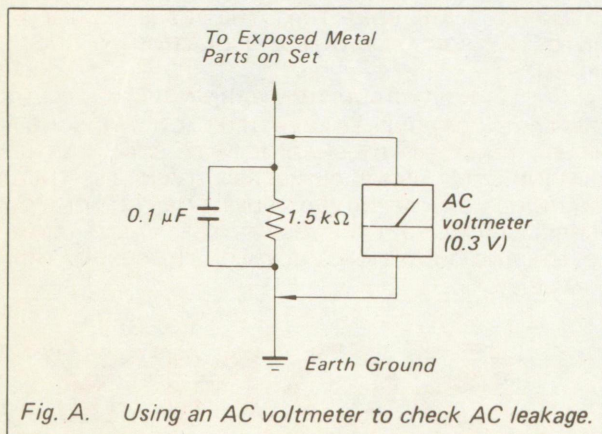 To Exposed Metal
Parts on Set
0.1 µF
1.5 kΩ
AC
voltmeter
(0.3 V)
Earth Ground
Fig. A. Using an AC voltmeter to check AC leakage.